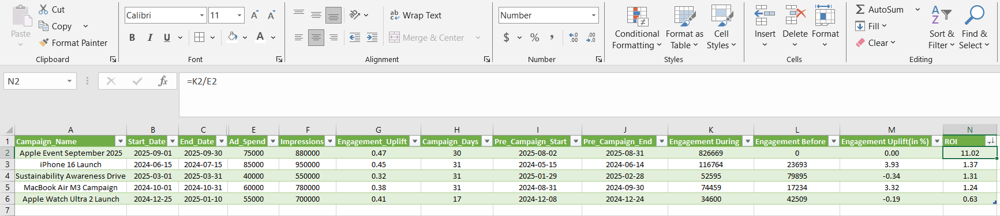 Cut
Copy
Paste
Format Painter
Clipboard
Calibri 11 A A
B I U A
Font
ab Wrap Text
Merge & Center
Alignment
Number
$ % 9 .00 .00
Number
Conditional Formatting
Format as Table
Cell Styles
Styles
Insert Delete Format
Cells
AutoSum
Fill
Clear
Sort & Filter
Find & Select
Editing
N2 fx =K2/E2
A B C E F G H I J K L M N
1 Campaign_Name Start_Date End_Date Ad_Spend Impressions Engagement_Uplift Campaign_Days Pre_Campaign_Start Pre_Campaign_End Engagement During Engagement Before Engagement Uplift(in %) ROI
2 Apple Event September 2025 2025-09-01 2025-09-30 75000 880000 0.47 30 2025-08-02 2025-08-31 826669 0 0.00 11.02
3 iPhone 16 Launch 2024-06-15 2024-07-15 85000 950000 0.45 31 2024-05-15 2024-06-14 116764 23693 3.93 1.37
4 Sustainability Awareness Drive 2025-03-01 2025-03-31 40000 550000 0.32 31 2025-01-29 2025-02-28 52595 79895 -0.34 1.31
5 MacBook Air M3 Campaign 2024-10-01 2024-10-31 60000 780000 0.38 31 2024-08-31 2024-09-30 74459 17234 3.32 1.24
6 Apple Watch Ultra 2 Launch 2024-12-25 2025-01-10 55000 700000 0.41 17 2024-12-08 2024-12-24 34600 42509 -0.19 0.63
7